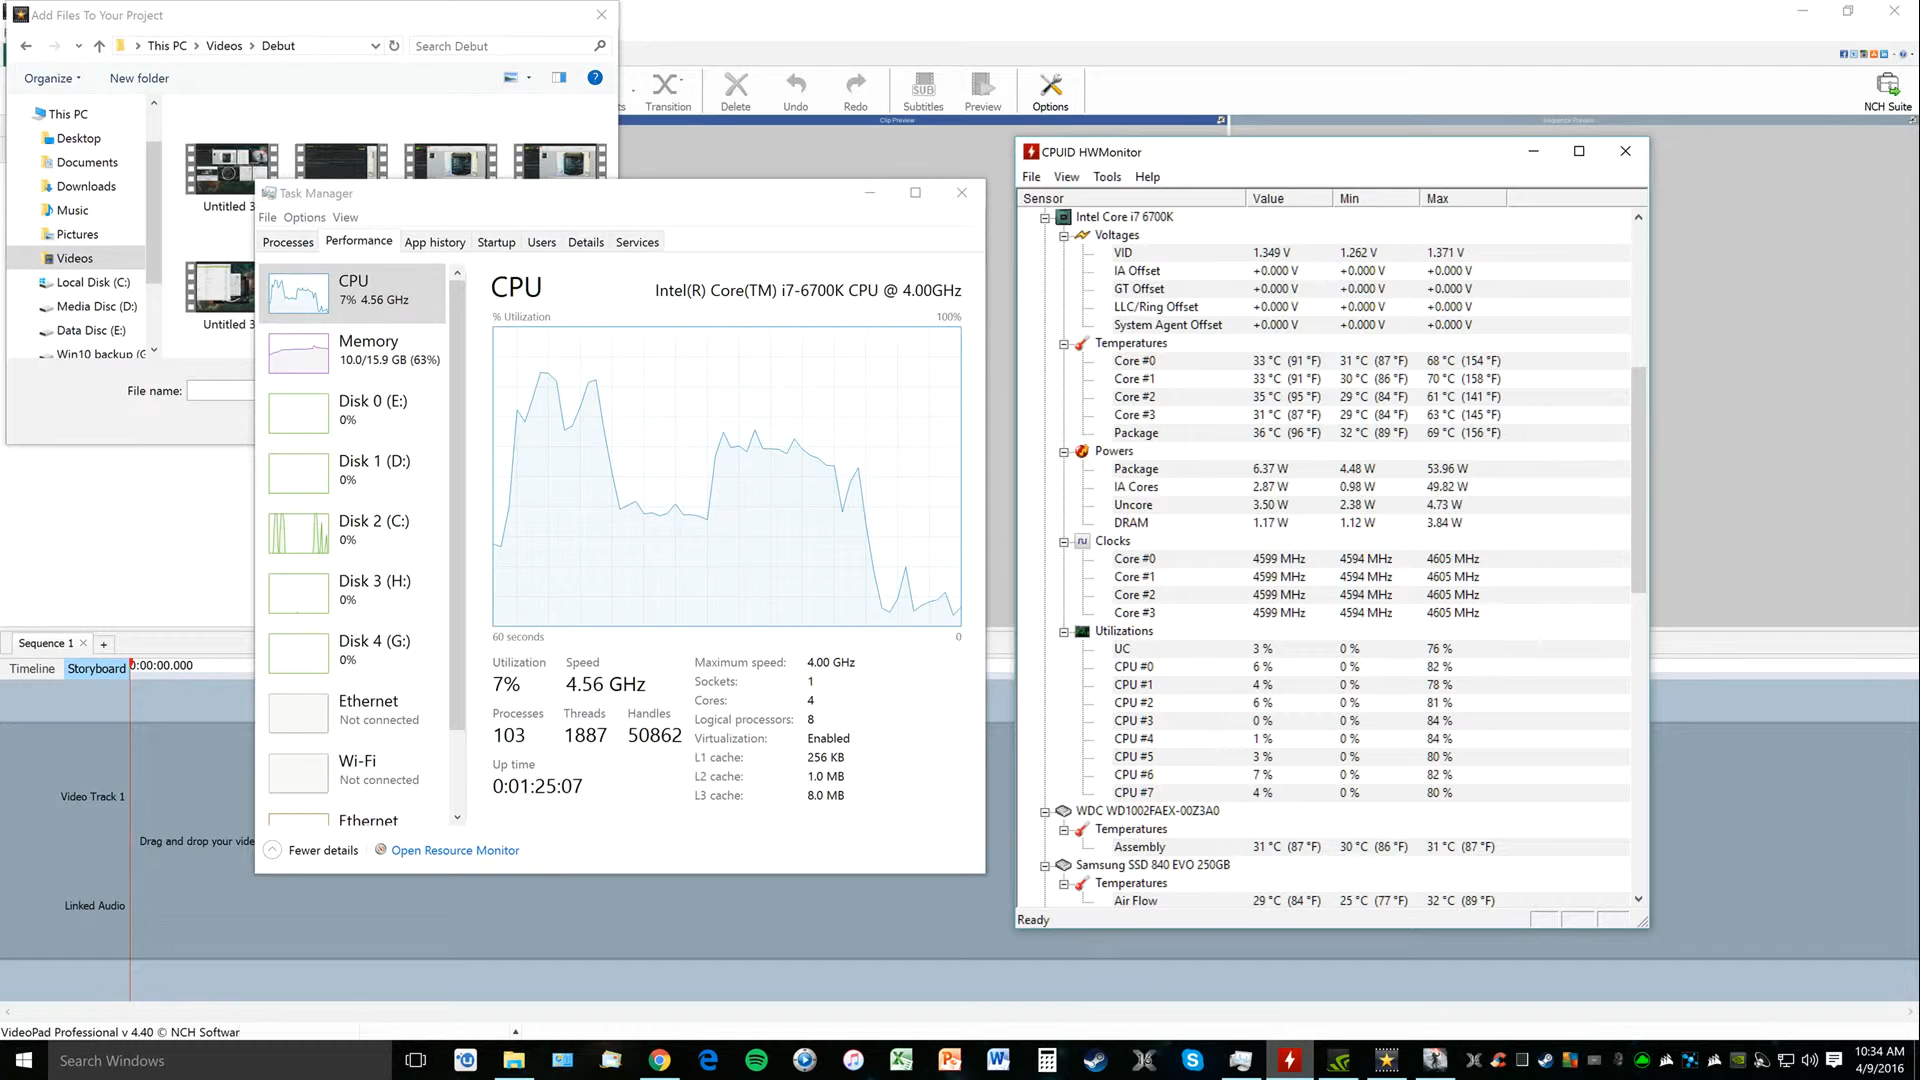 Add Files To Your Project
This PC > Videos > Debut
Search Debut
Organize
New folder
This PC
Desktop
Documents
Downloads
Music
Pictures
Videos
Local Disk (C:)
Media Disc (D:)
Data Disc (E:)
Win10 backup (G
Untitled 3
Untitled 3
File name:
Transition
Delete
Undo
Redo
SUB
Subtitles
Preview
Options
NCH Suite
Clip Preview
Sequence Preview
Task Manager
File Options View
Processes Performance App history Startup Users Details Services
CPU
7% 4.56 GHz
Memory
10.0/15.9 GB (63%)
Disk 0 (E:)
0%
Disk 1 (D:)
0%
Disk 2 (C:)
0%
Disk 3 (H:)
0%
Disk 4 (G:)
0%
Ethernet
Not connected
Wi-Fi
Not connected
Ethernet
CPU
Intel(R) Core(TM) i7-6700K CPU @ 4.00GHz
% Utilization 100%
60 seconds 0
Utilization Speed
7% 4.56 GHz
Processes Threads Handles
103 1887 50862
Up time
0:01:25:07
Maximum speed: 4.00 GHz
Sockets: 1
Cores: 4
Logical processors: 8
Virtualization: Enabled
L1 cache: 256 KB
L2 cache: 1.0 MB
L3 cache: 8.0 MB
Fewer details
Open Resource Monitor
CPUID HWMonitor
File View Tools Help
Sensor Value Min Max
Intel Core i7 6700K
Voltages
VID 1.349 V 1.262 V 1.371 V
IA Offset +0.000 V +0.000 V +0.000 V
GT Offset +0.000 V +0.000 V +0.000 V
LLC/Ring Offset +0.000 V +0.000 V +0.000 V
System Agent Offset +0.000 V +0.000 V +0.000 V
Temperatures
Core #0 33 °C (91 °F) 31 °C (87 °F) 68 °C (154 °F)
Core #1 33 °C (91 °F) 30 °C (86 °F) 70 °C (158 °F)
Core #2 35 °C (95 °F) 29 °C (84 °F) 61 °C (141 °F)
Core #3 31 °C (87 °F) 29 °C (84 °F) 63 °C (145 °F)
Package 36 °C (96 °F) 32 °C (89 °F) 69 °C (156 °F)
Powers
Package 6.37 W 4.48 W 53.96 W
IA Cores 2.87 W 0.98 W 49.82 W
Uncore 3.50 W 2.38 W 4.73 W
DRAM 1.17 W 1.12 W 3.84 W
Clocks
Core #0 4599 MHz 4594 MHz 4605 MHz
Core #1 4599 MHz 4594 MHz 4605 MHz
Core #2 4599 MHz 4594 MHz 4605 MHz
Core #3 4599 MHz 4594 MHz 4605 MHz
Utilizations
UC 3 % 0 % 76 %
CPU #0 6 % 0 % 82 %
CPU #1 4 % 0 % 78 %
CPU #2 6 % 0 % 81 %
CPU #3 0 % 0 % 84 %
CPU #4 1 % 0 % 84 %
CPU #5 3 % 0 % 80 %
CPU #6 7 % 0 % 82 %
CPU #7 4 % 0 % 80 %
WDC WD1002FAEX-00Z3A0
Temperatures
Assembly 31 °C (87 °F) 30 °C (86 °F) 31 °C (87 °F)
Samsung SSD 840 EVO 250GB
Temperatures
Air Flow 29 °C (84 °F) 25 °C (77 °F) 32 °C (89 °F)
Ready
Sequence 1
Timeline
Storyboard
0:00:00.000
Video Track 1
Drag and drop your vide
Linked Audio
VideoPad Professional v 4.40 © NCH Softwar
Search Windows
10:34 AM
4/9/2016